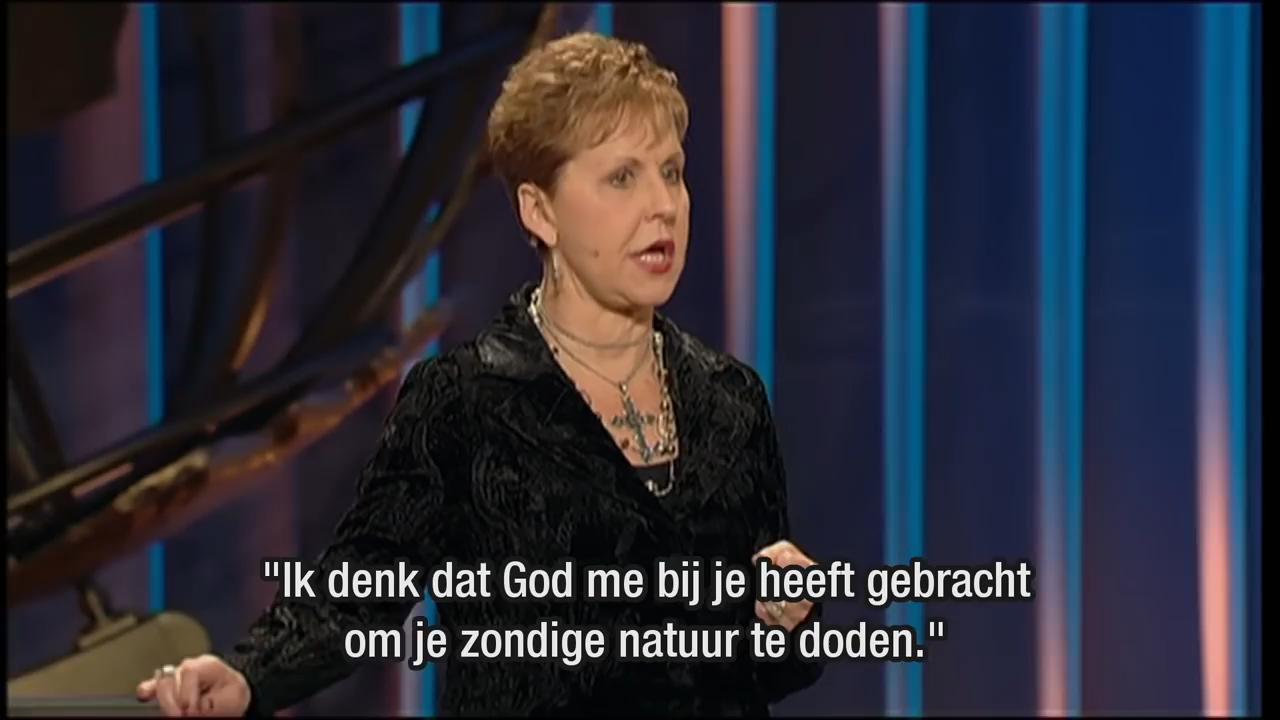 "Ik denk dat God me bij je heeft gebracht
om je zondige natuur te doden."